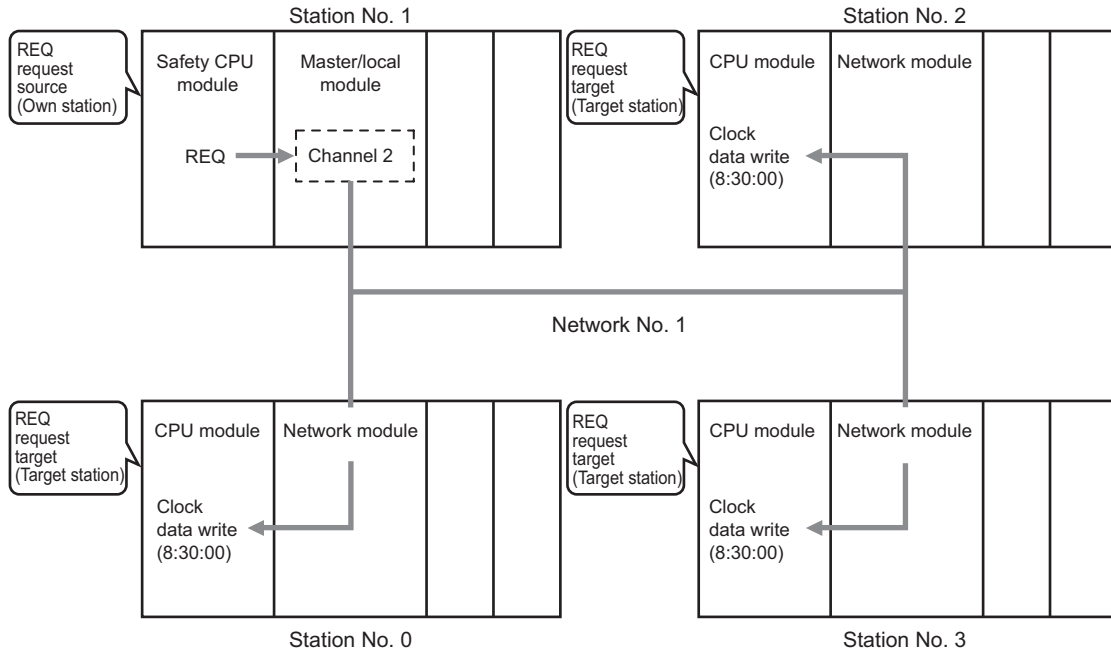 Station No. 1
REQ
request
source
(Own station)
Safety CPU
module
Master/local
module
REQ
Channel 2
Station No. 2
REQ
request
target
(Target station)
CPU module
Network module
Clock
data write
(8:30:00)
Network No. 1
REQ
request
target
(Target station)
CPU module
Network module
Clock
data write
(8:30:00)
Station No. 0
REQ
request
target
(Target station)
CPU module
Network module
Clock
data write
(8:30:00)
Station No. 3